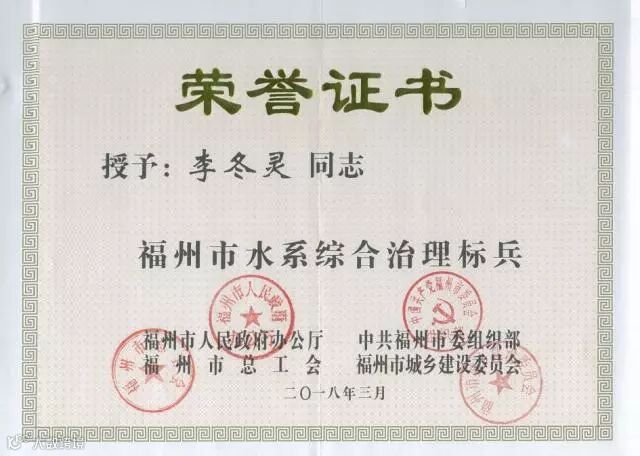 荣誉证书
授予：李冬灵 同志
福州市水系综合治理标兵
福州市人民政府办公厅 中共福州市委组织部
福州市总工会 福州市城乡建设委员会
二〇一八年三月